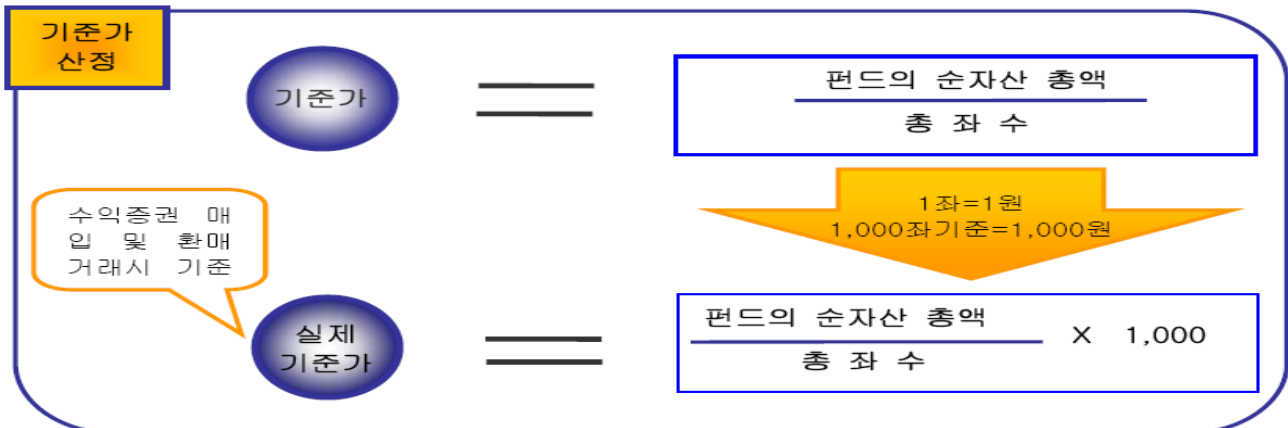 기준가
산정
기준가
펀드의 순자산 총액
총 좌 수
1좌=1원
1,000좌기준=1,000원
수익증권 매
입 및 환매
거래시 기준
실제
기준가
펀드의 순자산 총액
총 좌 수
X 1,000